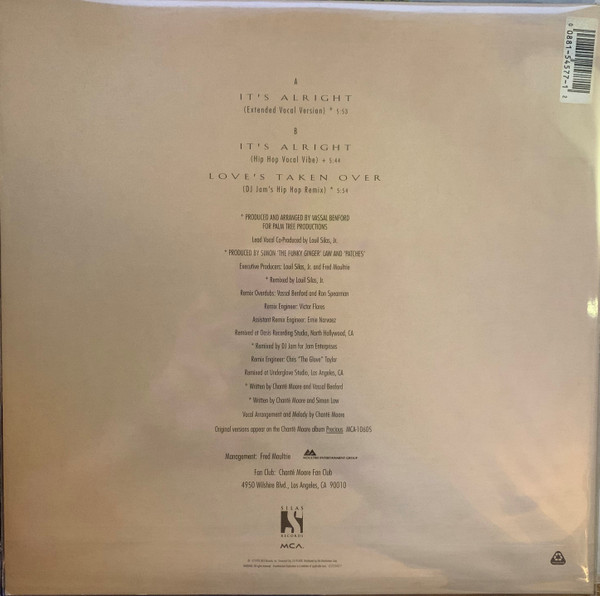 A
IT'S ALRIGHT
(Extended Vocal Version) * 5:50
B
IT'S ALRIGHT
(Hip Hop Vocal Vibe) + 5:44
LOVE'S TAKEN OVER
(DJ Jam's Hip Hop Remix) * 5:54
* PRODUCED AND ARRANGED BY VASSAL BENFORD
FOR PALM TREE PRODUCTIONS
Lead Vocal Co-Produced by Louil Silas, Jr.
* PRODUCED BY SIMON 'THE FUNKY GINGER' LAW AND 'PATCHES'
Executive Producers: Louil Silas, Jr. and Fred Moultrie
* Remixed by Louil Silas, Jr.
Remix Overdubs: Vassal Benford and Ron Spearman
Remix Engineer: Victor Flores
Assistant Remix Engineer: Ernie
Remixed at Oasis Recording Studio, North Hollywood, CA
* Remixed by DJ Jam for Jam Enterprises
Remix Engineer: Chris "The Glove" Taylor
Remixed at Underglove Studio, Los Angeles, CA
* Written by Chanté Moore and Vassal Benford
* Written by Chanté Moore and Simon Law
Vocal Arrangement and Melody by Chanté Moore
Original versions appear on the Chanté Moore album Precious MCA-10605
Management: Fred Moultrie
Fan Club: Chanté Moore Fan Club
4950 Wilshire Blvd., Los Angeles, CA 90010
SILAS
RECORDS
MCA.
0 0881-54577-1